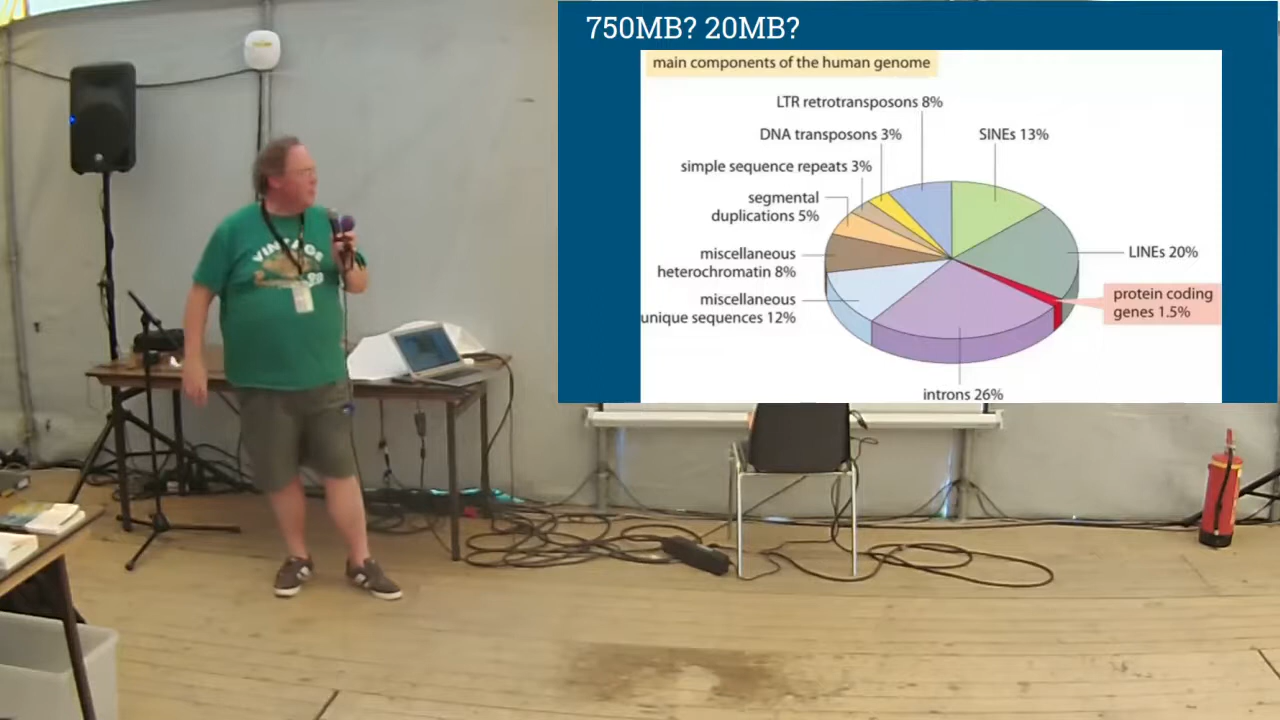 750MB? 20MB?
main components of the human genome
LTR retrotransposons 8%
DNA transposons 3%
SINEs 13%
simple sequence repeats 3%
segmental
duplications 5%
miscellaneous
heterochromatin 8%
LINEs 20%
miscellaneous
unique sequences 12%
protein coding
genes 1.5%
introns 26%
VINTAGE